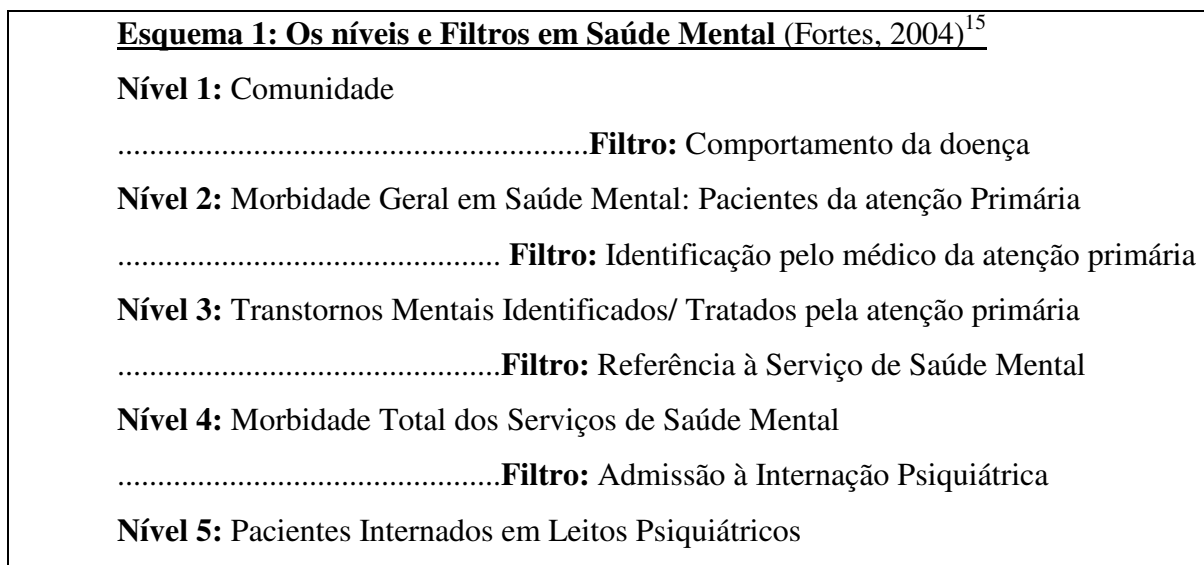 Esquema 1: Os níveis e Filtros em Saúde Mental (Fortes, 2004)15
Nível 1: Comunidade
...........................................................Filtro: Comportamento da doença
Nível 2: Morbidade Geral em Saúde Mental: Pacientes da atenção Primária
................................................ Filtro: Identificação pelo médico da atenção primária
Nível 3: Transtornos Mentais Identificados/ Tratados pela atenção primária
................................................Filtro: Referência à Serviço de Saúde Mental
Nível 4: Morbidade Total dos Serviços de Saúde Mental
................................................Filtro: Admissão à Internação Psiquiátrica
Nível 5: Pacientes Internados em Leitos Psiquiátricos